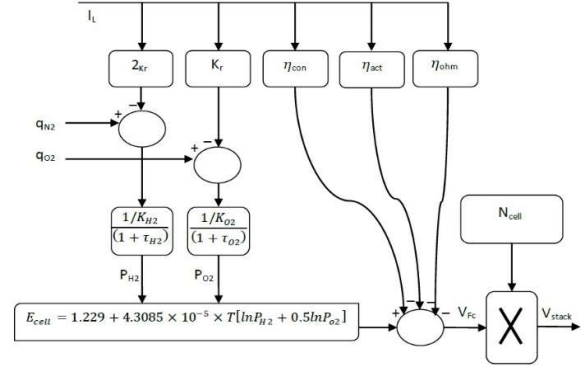 I_L
2_Kr
K_r
η_con
η_act
η_ohm
+ −
q_N2
+ −
q_O2
1/K_H2
(1 + τ_H2)
1/K_O2
(1 + τ_O2)
N_cell
P_H2
P_O2
E_cell = 1.229 + 4.3085 × 10^−5 × T[lnP_H2 + 0.5lnP_o2]
+ − − −
V_Fc
X
V_stack